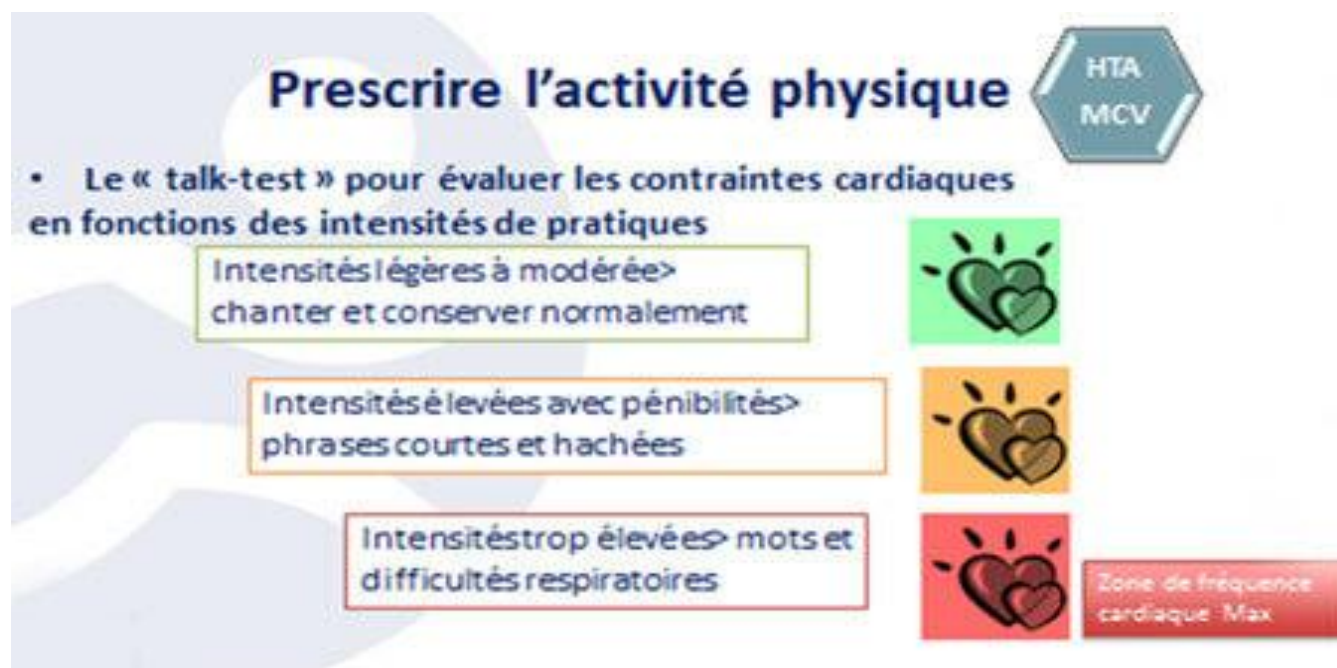 Prescrire l’activité physique
HTA
MCV
• Le « talk-test » pour évaluer les contraintes cardiaques
en fonctions des intensités de pratiques
Intensités légères à modérée>
chanter et conserver normalement
Intensités élevées avec pénibilités>
phrases courtes et hachées
Intensités trop élevées> mots et
difficultés respiratoires
Zone de fréquence
cardiaque Max